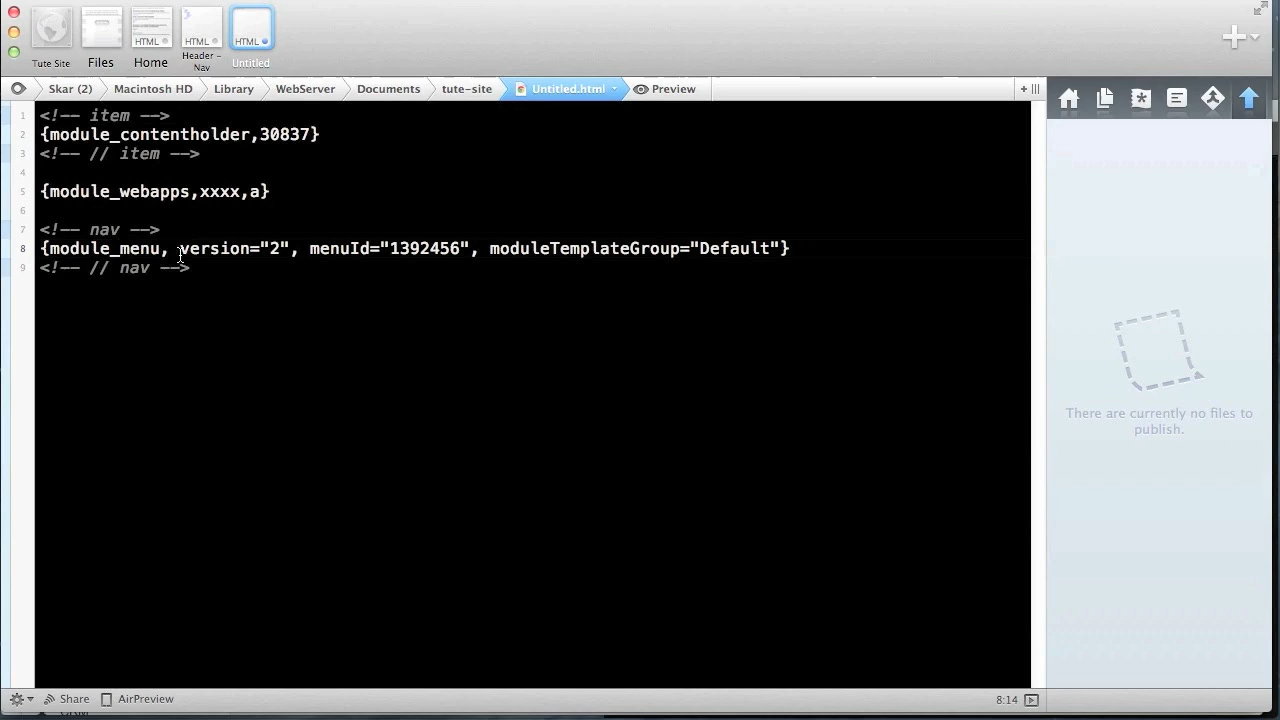 Tute Site
Files
HTML
Home
HTML
Header – Nav
HTML
Untitled
Skar (2) Macintosh HD Library WebServer Documents tute-site Untitled.html Preview
1 <!-- item -->
2 {module_contentholder,30837}
3 <!-- // item -->
4
5 {module_webapps,xxxx,a}
6
7 <!-- nav -->
8 {module_menu, version="2", menuId="1392456", moduleTemplateGroup="Default"}
9 <!-- // nav -->
There are currently no files to
publish.
Share AirPreview 8:14